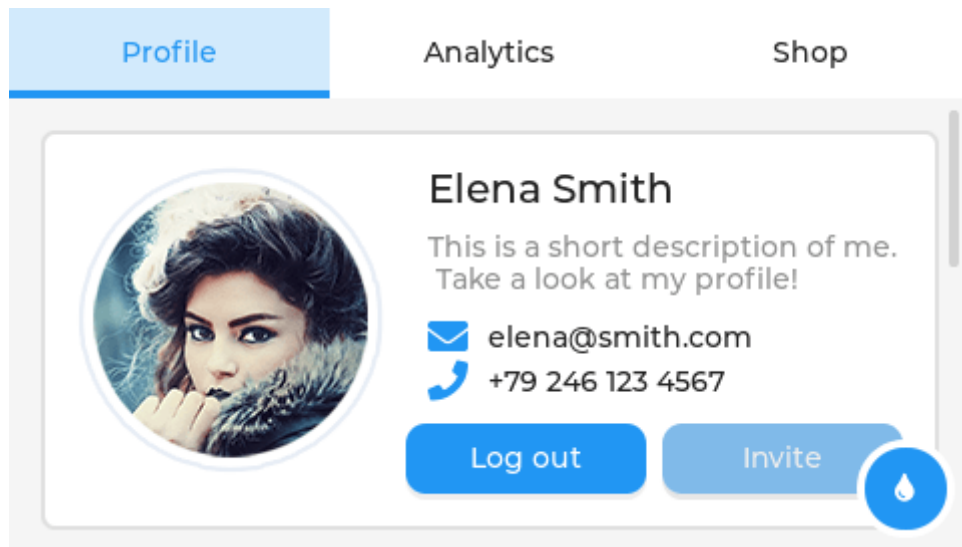 Profile
Analytics
Shop
Elena Smith
This is a short description of me.
Take a look at my profile!
elena@smith.com
+79 246 123 4567
Log out
Invite